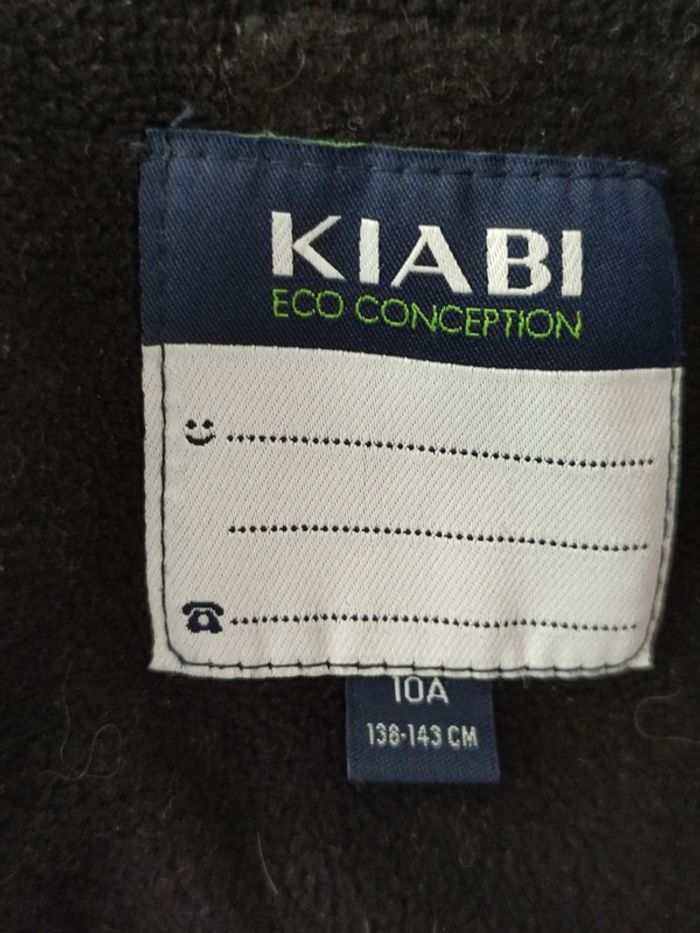 KIABI
ECO CONCEPTION
10A
138-143 CM